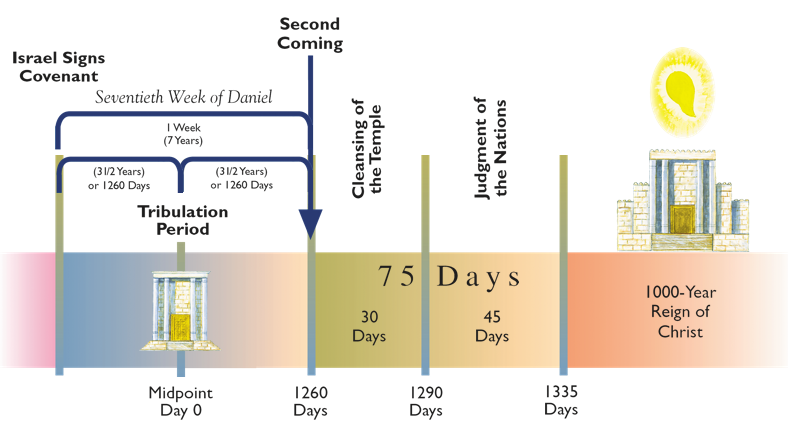 Second
Coming
Israel Signs
Covenant
Seventieth Week of Daniel
1 Week
(7 Years)
(31/2 Years)
or 1260 Days
(31/2 Years)
or 1260 Days
Tribulation
Period
Cleansing of
the Temple
Judgment of
the Nations
75 Days
30
Days
45
Days
1000-Year
Reign of
Christ
Midpoint
Day 0
1260
Days
1290
Days
1335
Days